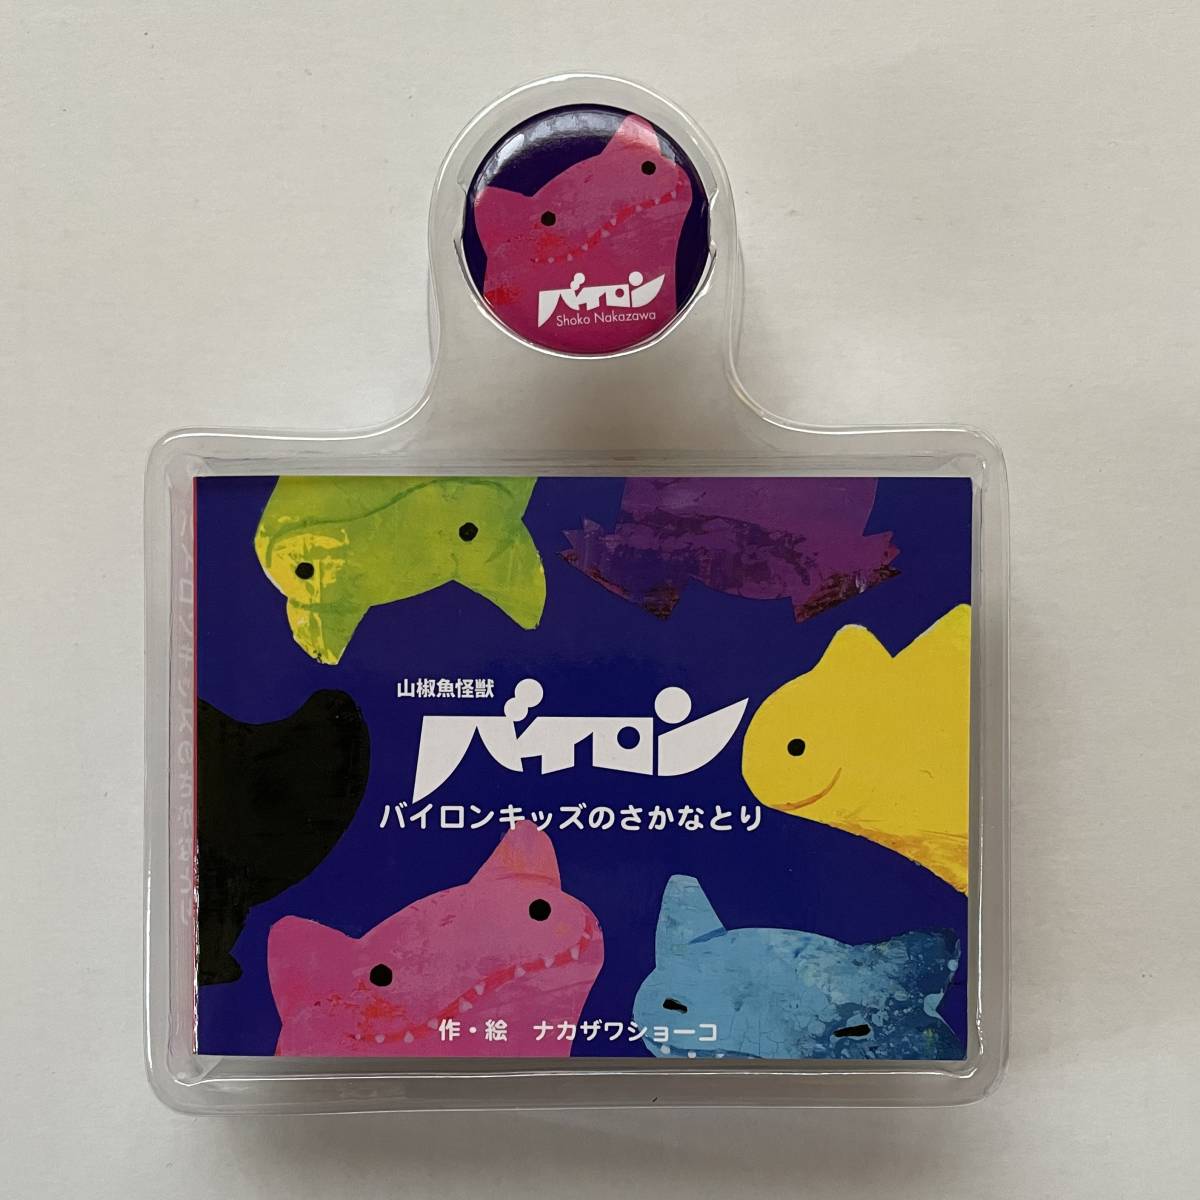 バイロン
Shoko Nakazawa
山椒魚怪獣
バイロン
バイロンキッズのさかなとり
作・絵　ナカザワショーコ